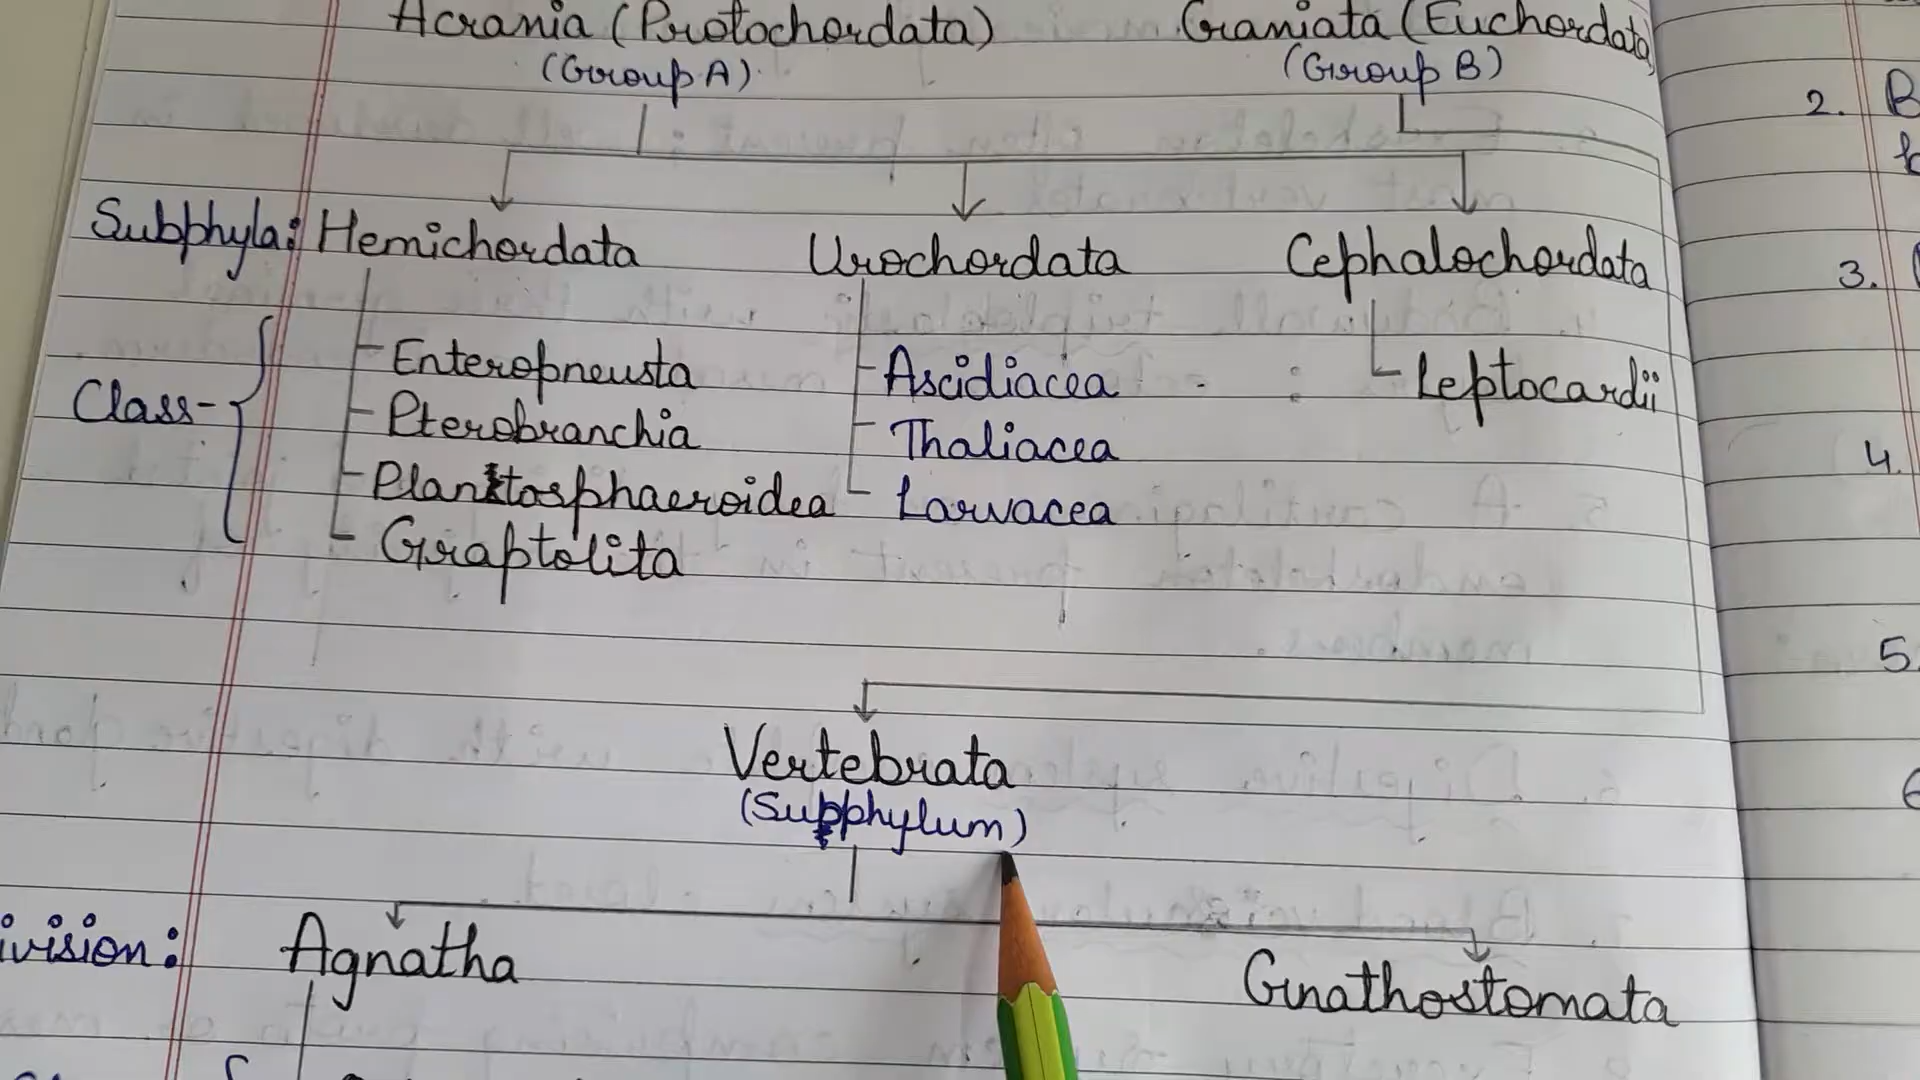 Acrania (Protochordata) Craniata (Euchordata)
(Group A) (Group B)
Subphyla: Hemichordata Urochordata Cephalochordata
Class- Enteropneusta Ascidiacea Leptocardii
Pterobranchia Thaliacea
Planktosphaeroidea Larvacea
Graptolita
Vertebrata
(Subphylum)
ivision: Agnatha Gnathostomata
2. B
3.
4.
5.
6